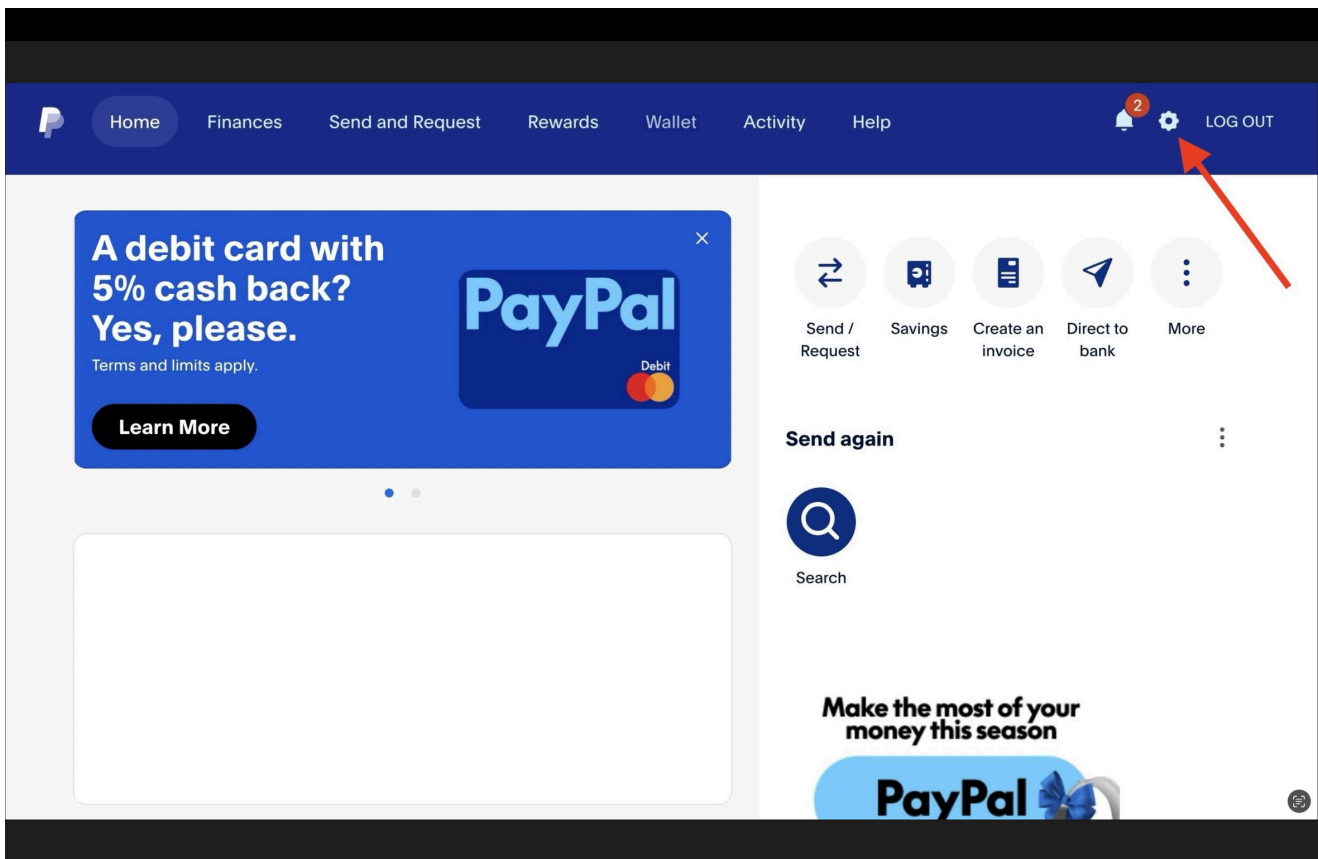 Home Finances Send and Request Rewards Wallet Activity Help 2 LOG OUT
A debit card with
5% cash back?
Yes, please.
Terms and limits apply.
Learn More
PayPal
Debit
Send /
Request
Savings
Create an
invoice
Direct to
bank
More
Send again
Search
Make the most of your
money this season
PayPal